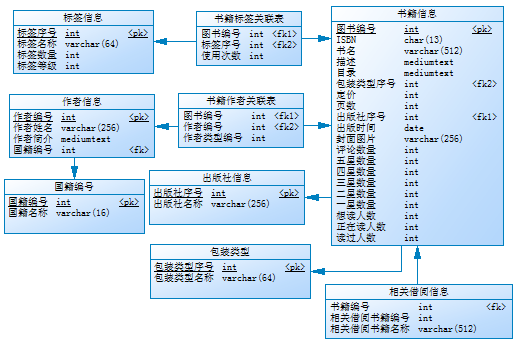 标签信息
标签序号 int <pk>
标签名称 varchar(64)
标签数量 int
标签等级 int
书籍标签关联表
图书编号 int <fk1>
标签序号 int <fk2>
使用次数 int
书籍信息
图书编号 int <pk>
ISBN char(13)
书名 varchar(512)
描述 mediumtext
目录 mediumtext
包装类型序号 int <fk2>
定价 int
页数 int
出版社序号 int <fk1>
出版时间 date
封面图片 varchar(256)
评论数量 int
五星数量 int
四星数量 int
三星数量 int
二星数量 int
一星数量 int
想读人数 int
正在读人数 int
读过人数 int
作者信息
作者编号 int <pk>
作者姓名 varchar(256)
作者简介 mediumtext
国籍编号 int <fk>
书籍作者关联表
图书编号 int <fk1>
作者编号 int <fk2>
作者类型编号 int
国籍编号
国籍编号 int <pk>
国籍名称 varchar(16)
出版社信息
出版社序号 int <pk>
出版社名称 varchar(256)
包装类型
包装类型序号 int <pk>
包装类型名称 varchar(64)
相关借阅信息
书籍编号 int <fk>
相关借阅书籍编号 int
相关借阅书籍名称 varchar(512)